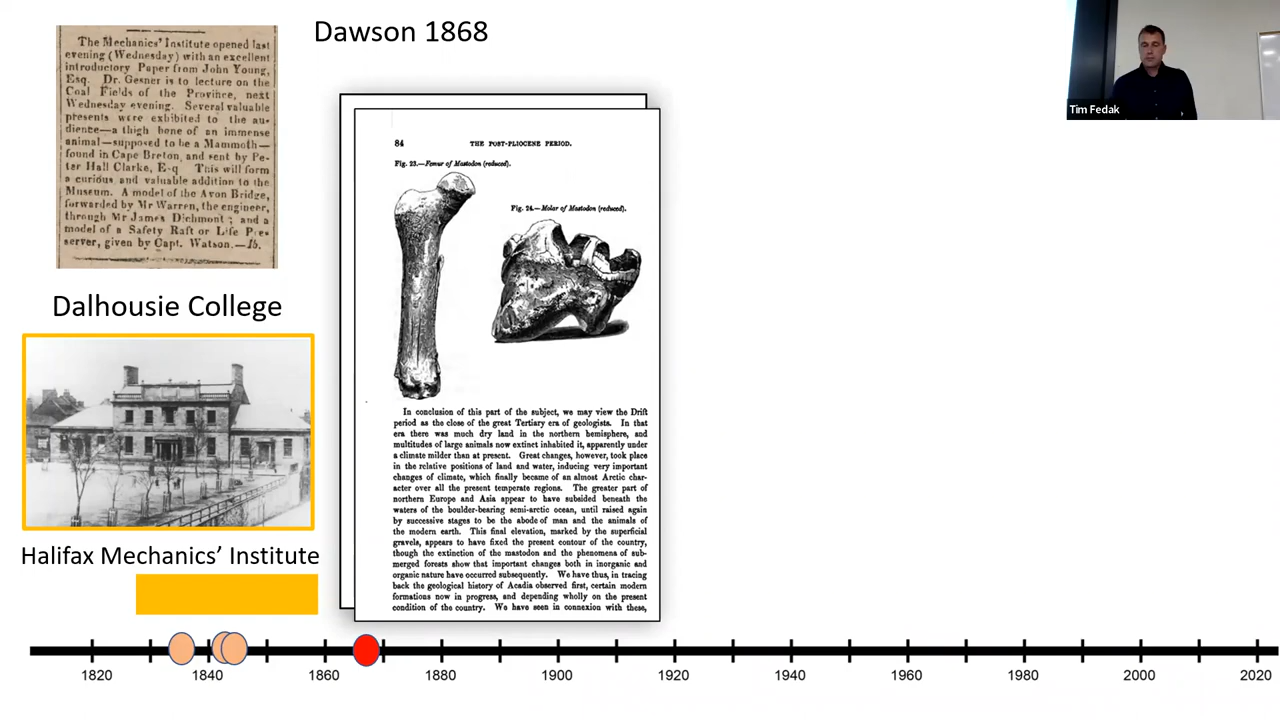 Dawson 1868
The Mechanics' Institute opened last
evening (Wednesday) with an excellent
introductory Paper from John Young,
Esq. Dr. Gesner is to lecture on the
Coal Fields of the Province, next
Wednesday evening. Several valuable
presents were exhibited to the au-
dience—a thigh bone of an immense
animal—supposed to be a Mammoth—
found in Cape Breton, and sent by Pe-
ter Hall Clarke, E-q This will form
a curious and valuable addition to the
Museum. A model of the Avon Bridge,
forwarded by Mr Warren, the engineer,
through Mr James Dichmont ; and a
model of a Safety Raft or Life Pres
server, given by Capt. Watson.—Ib.
Dalhousie College
Halifax Mechanics' Institute
84 THE POST-PLIOCENE PERIOD.
Fig. 23.—Femur of Mastodon (reduced).
Fig. 24.—Molar of Mastodon (reduced).
In conclusion of this part of the subject, we may view the Drift
period as the close of the great Tertiary era of geologists. In that
era there was much dry land in the northern hemisphere, and
multitudes of large animals now extinct inhabited it, apparently under
a climate milder than at present. Great changes, however, took place
in the relative positions of land and water, inducing very important
changes of climate, which finally became of an almost Arctic char-
acter over all the present temperate regions. The greater part of
northern Europe and Asia appear to have subsided beneath the
waters of the boulder-bearing semi-arctic ocean, until raised again
by successive stages to be the abode of man and the animals of
the modern earth. This final elevation, marked by the superficial
gravels, appears to have fixed the present contour of the country,
though the extinction of the mastodon and the phenomena of sub-
merged forests show that important changes both in inorganic and
organic nature have occurred subsequently. We have thus, in tracing
back the geological history of Acadia observed first, certain modern
formations now in progress, and depending wholly on the present
condition of the country. We have seen in connexion with these,
Tim Fedak
1820 1840 1860 1880 1900 1920 1940 1960 1980 2000 2020